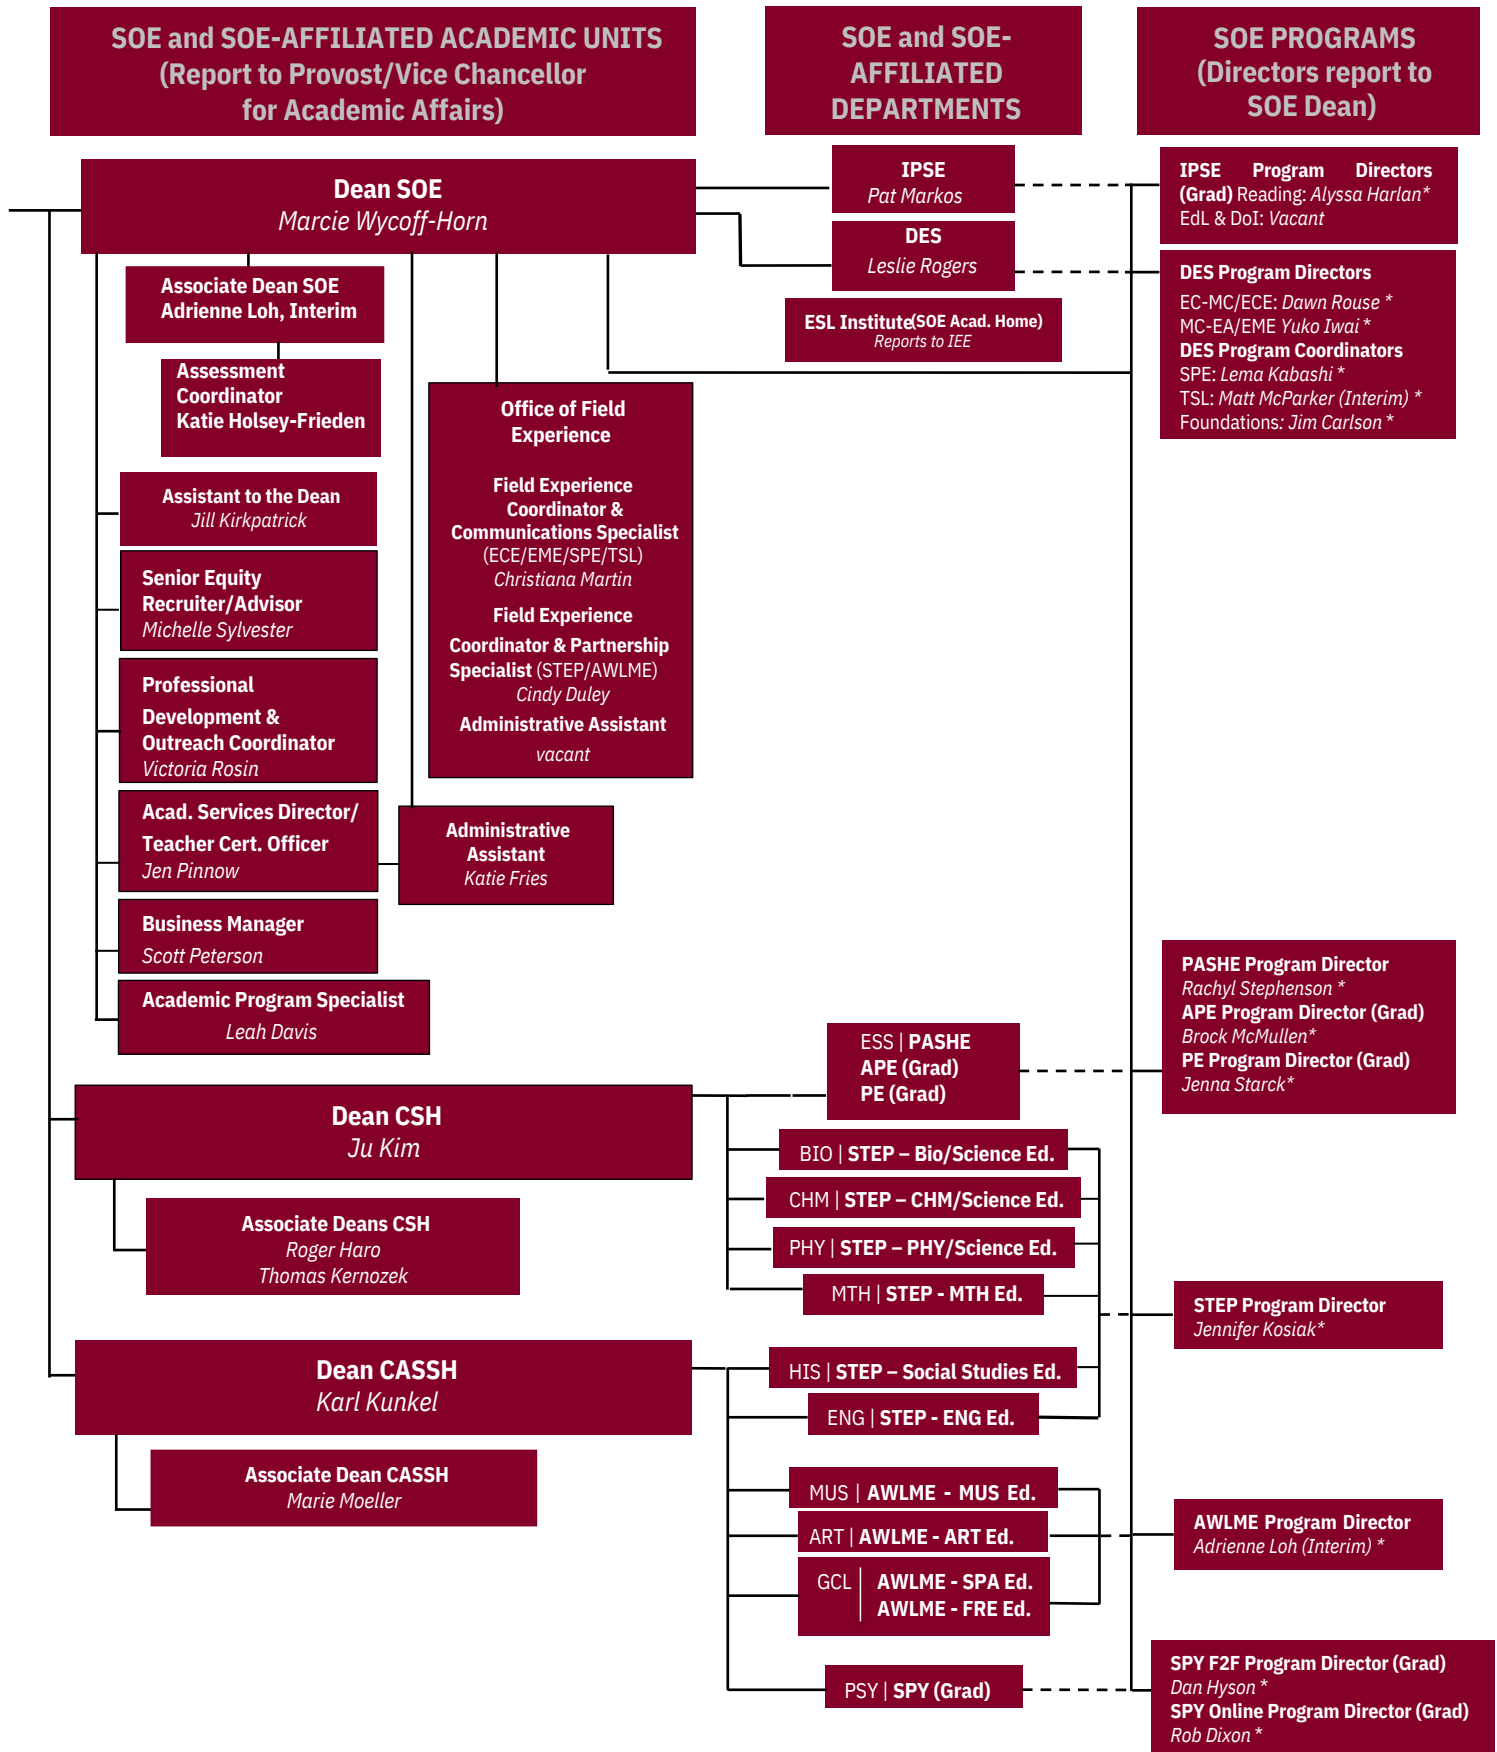 SOE and SOE-AFFILIATED ACADEMIC UNITS
(Report to Provost/Vice Chancellor
for Academic Affairs)
SOE and SOE-
AFFILIATED
DEPARTMENTS
SOE PROGRAMS
(Directors report to
SOE Dean)
Dean SOE
Marcie Wycoff-Horn
IPSE
Pat Markos
DES
Leslie Rogers
ESL Institute(SOE Acad. Home)
Reports to IEE
IPSE Program Directors
(Grad) Reading: Alyssa Harlan*
EdL & DoI: Vacant
DES Program Directors
EC-MC/ECE: Dawn Rouse *
MC-EA/EME Yuko Iwai *
DES Program Coordinators
SPE: Lema Kabashi *
TSL: Matt McParker (Interim) *
Foundations: Jim Carlson *
Associate Dean SOE
Adrienne Loh, Interim
Assessment
Coordinator
Katie Holsey-Frieden
Office of Field
Experience
Field Experience
Coordinator &
Communications Specialist
(ECE/EME/SPE/TSL)
Christiana Martin
Field Experience
Coordinator & Partnership
Specialist (STEP/AWLME)
Cindy Duley
Administrative Assistant
vacant
Assistant to the Dean
Jill Kirkpatrick
Senior Equity
Recruiter/Advisor
Michelle Sylvester
Professional
Development &
Outreach Coordinator
Victoria Rosin
Acad. Services Director/
Teacher Cert. Officer
Jen Pinnow
Administrative
Assistant
Katie Fries
Business Manager
Scott Peterson
Academic Program Specialist
Leah Davis
Dean CSH
Ju Kim
Associate Deans CSH
Roger Haro
Thomas Kernozek
ESS | PASHE
APE (Grad)
PE (Grad)
BIO | STEP – Bio/Science Ed.
CHM | STEP – CHM/Science Ed.
PHY | STEP – PHY/Science Ed.
MTH | STEP - MTH Ed.
PASHE Program Director
Rachyl Stephenson *
APE Program Director (Grad)
Brock McMullen*
PE Program Director (Grad)
Jenna Starck*
STEP Program Director
Jennifer Kosiak*
Dean CASSH
Karl Kunkel
Associate Dean CASSH
Marie Moeller
HIS | STEP – Social Studies Ed.
ENG | STEP - ENG Ed.
MUS | AWLME - MUS Ed.
ART | AWLME - ART Ed.
GCL | AWLME - SPA Ed.
AWLME - FRE Ed.
PSY | SPY (Grad)
AWLME Program Director
Adrienne Loh (Interim) *
SPY F2F Program Director (Grad)
Dan Hyson *
SPY Online Program Director (Grad)
Rob Dixon *